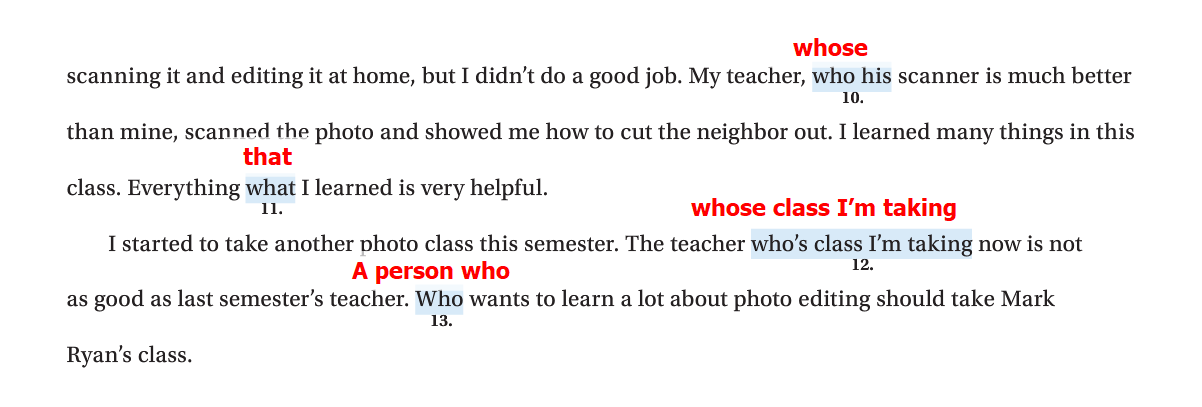 whose
scanning it and editing it at home, but I didn’t do a good job. My teacher, who his scanner is much better
10.
than mine, scanned the photo and showed me how to cut the neighbor out. I learned many things in this
that
class. Everything what I learned is very helpful.
11.
whose class I’m taking
I started to take another photo class this semester. The teacher who’s class I’m taking now is not
12.
A person who
as good as last semester’s teacher. Who wants to learn a lot about photo editing should take Mark
13.
Ryan’s class.